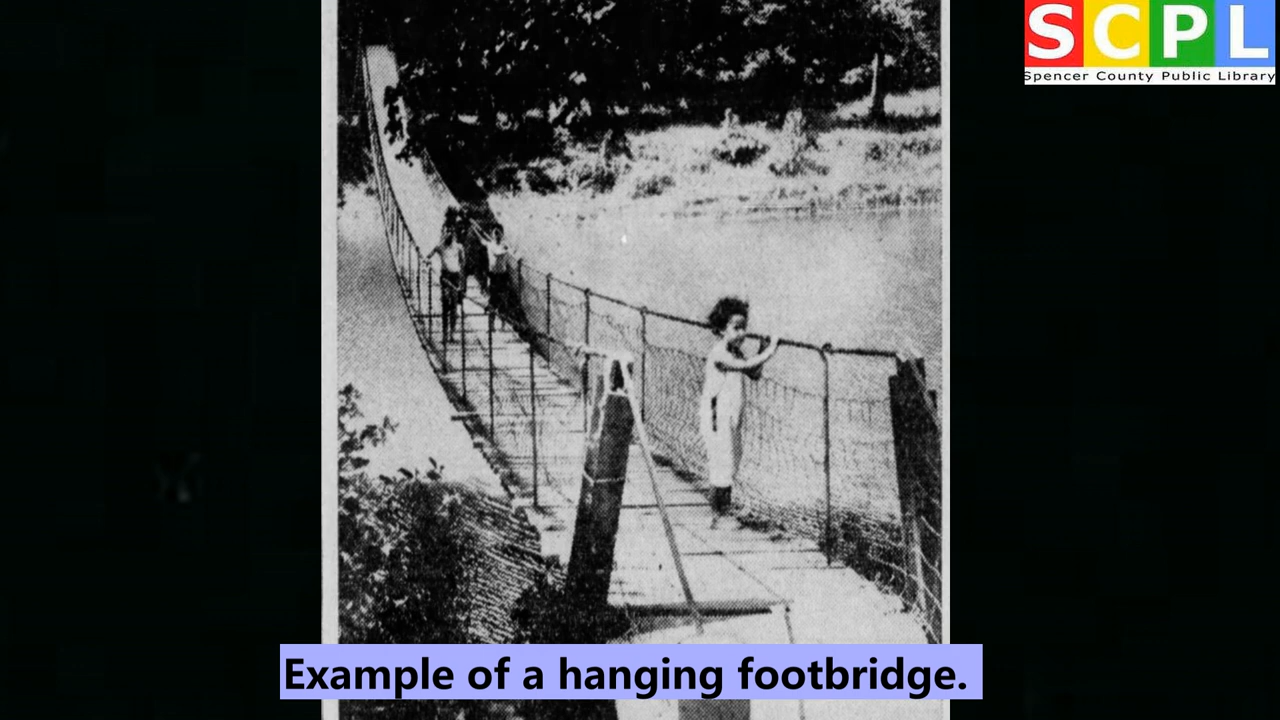 SCPL
Spencer County Public Library
Example of a hanging footbridge.